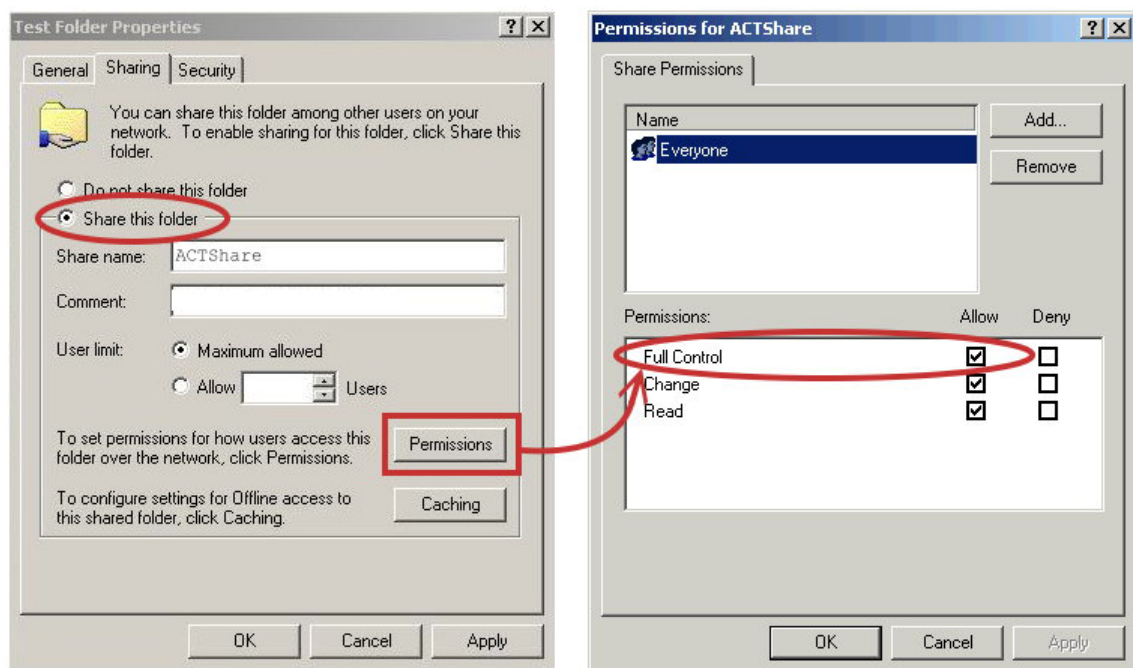 Test Folder Properties
General Sharing Security
You can share this folder among other users on your
network. To enable sharing for this folder, click Share this
folder.
Do not share this folder
Share this folder
Share name: ACTShare
Comment:
User limit: Maximum allowed
Allow Users
To set permissions for how users access this
folder over the network, click Permissions.
Permissions
To configure settings for Offline access to
this shared folder, click Caching.
Caching
OK Cancel Apply
Permissions for ACTShare
Share Permissions
Name
Everyone
Add...
Remove
Permissions: Allow Deny
Full Control
Change
Read
OK Cancel Apply